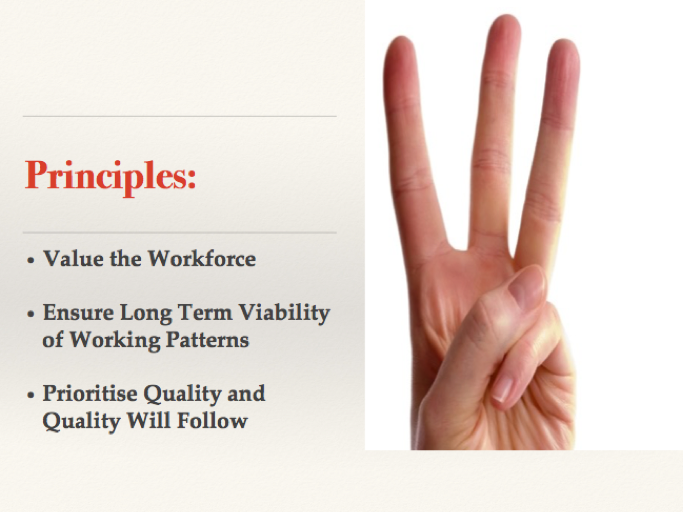 Principles:
• Value the Workforce
• Ensure Long Term Viability
of Working Patterns
• Prioritise Quality and
Quality Will Follow